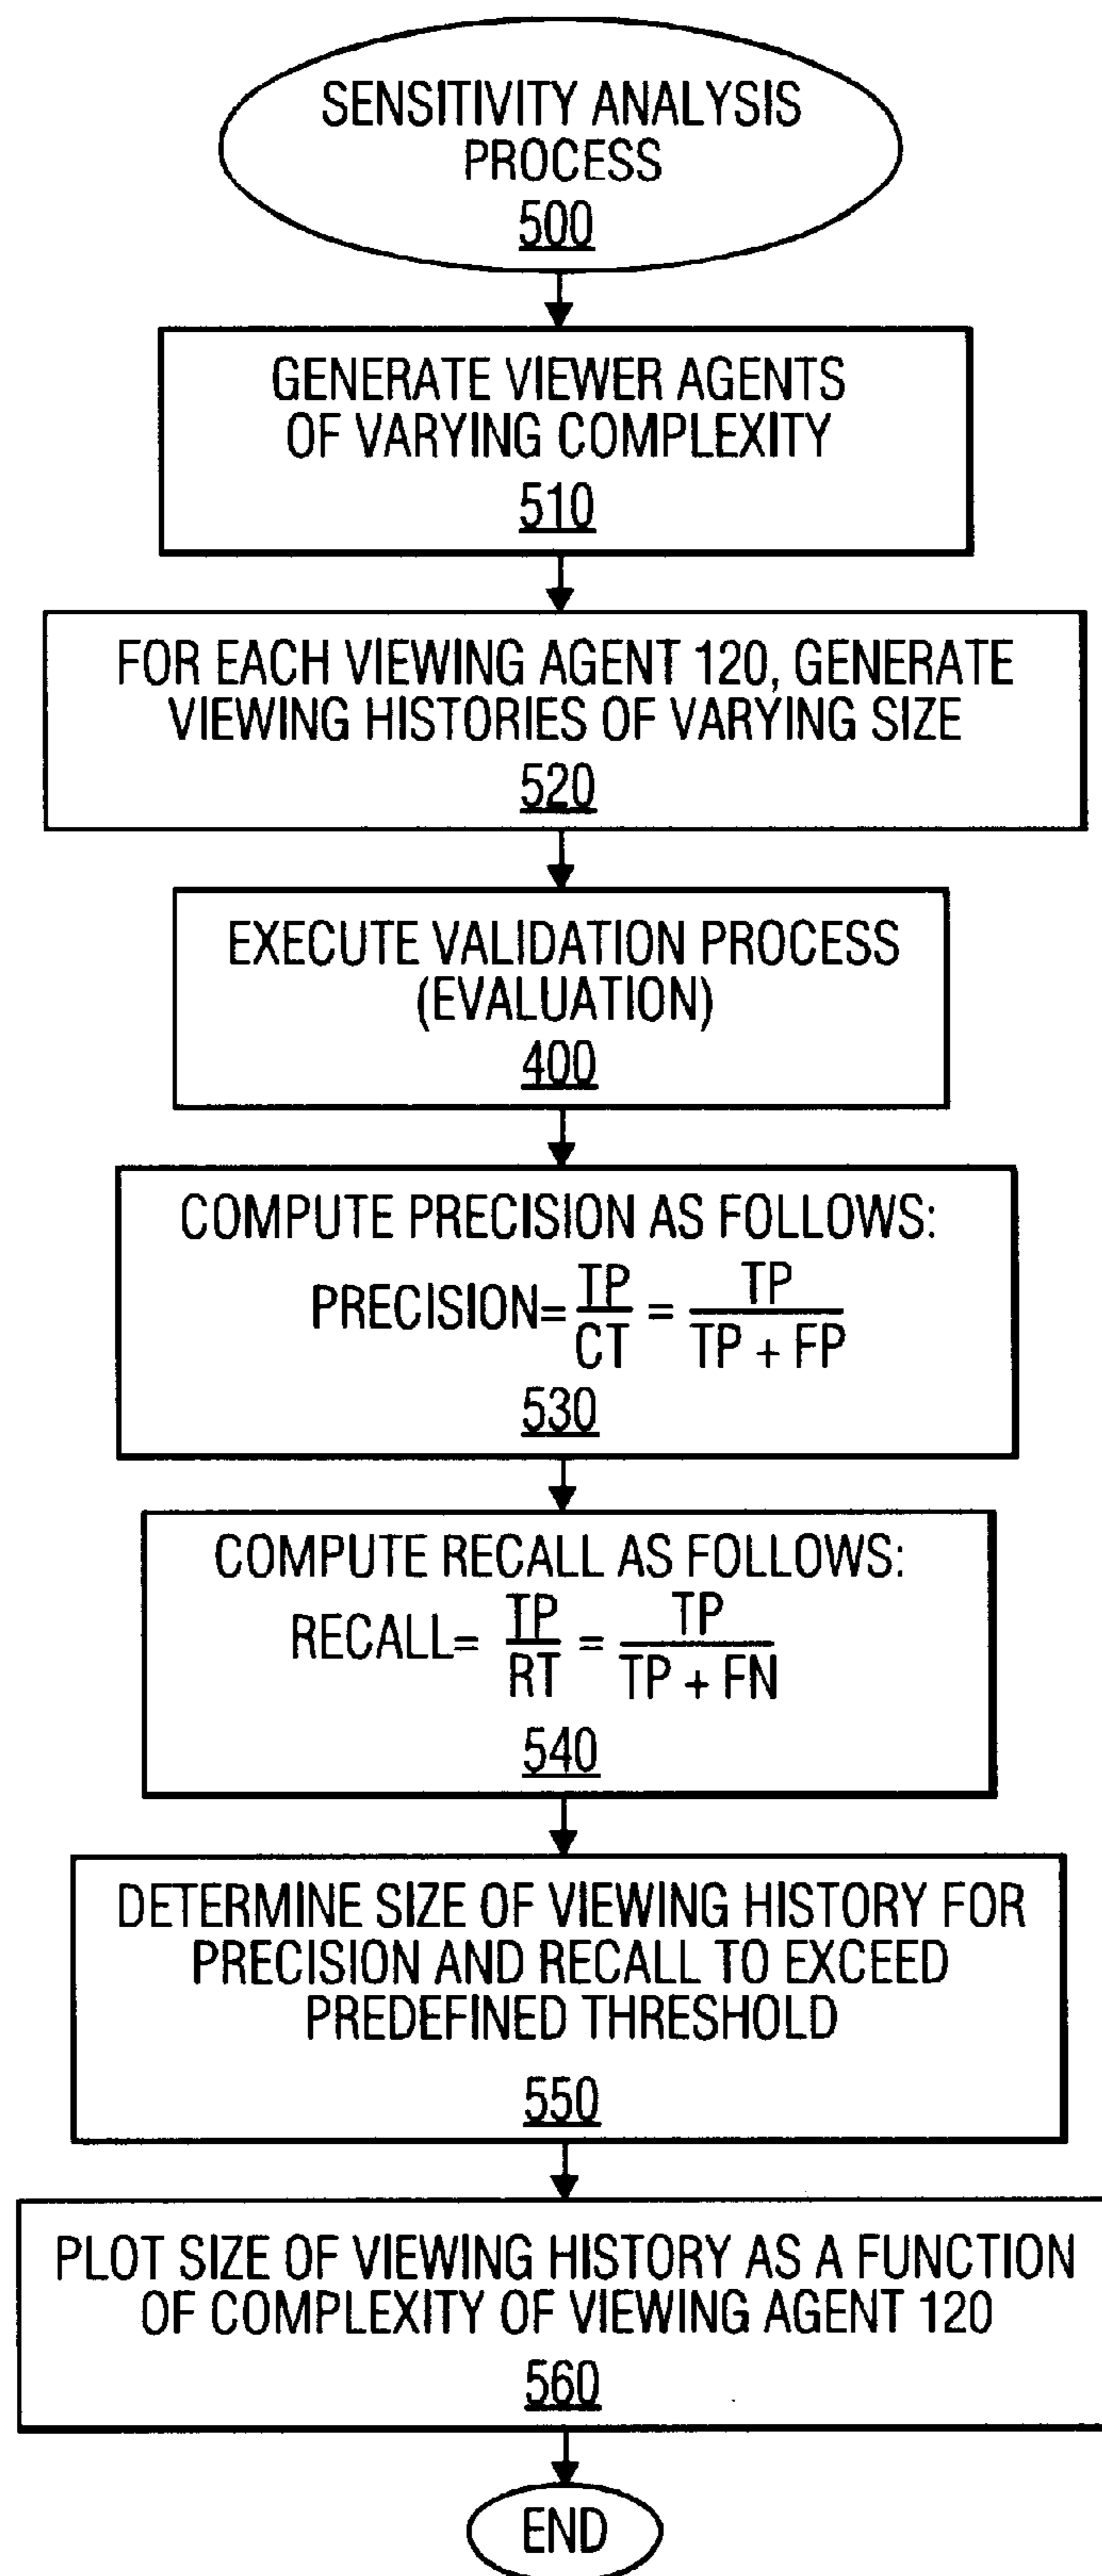 SENSITIVITY ANALYSIS
PROCESS
500
GENERATE VIEWER AGENTS
OF VARYING COMPLEXITY
510
FOR EACH VIEWING AGENT 120, GENERATE
VIEWING HISTORIES OF VARYING SIZE
520
EXECUTE VALIDATION PROCESS
(EVALUATION)
400
COMPUTE PRECISION AS FOLLOWS:
PRECISION= TP/CT = TP/(TP + FP)
530
COMPUTE RECALL AS FOLLOWS:
RECALL= TP/RT = TP/(TP + FN)
540
DETERMINE SIZE OF VIEWING HISTORY FOR
PRECISION AND RECALL TO EXCEED
PREDEFINED THRESHOLD
550
PLOT SIZE OF VIEWING HISTORY AS A FUNCTION
OF COMPLEXITY OF VIEWING AGENT 120
560
END